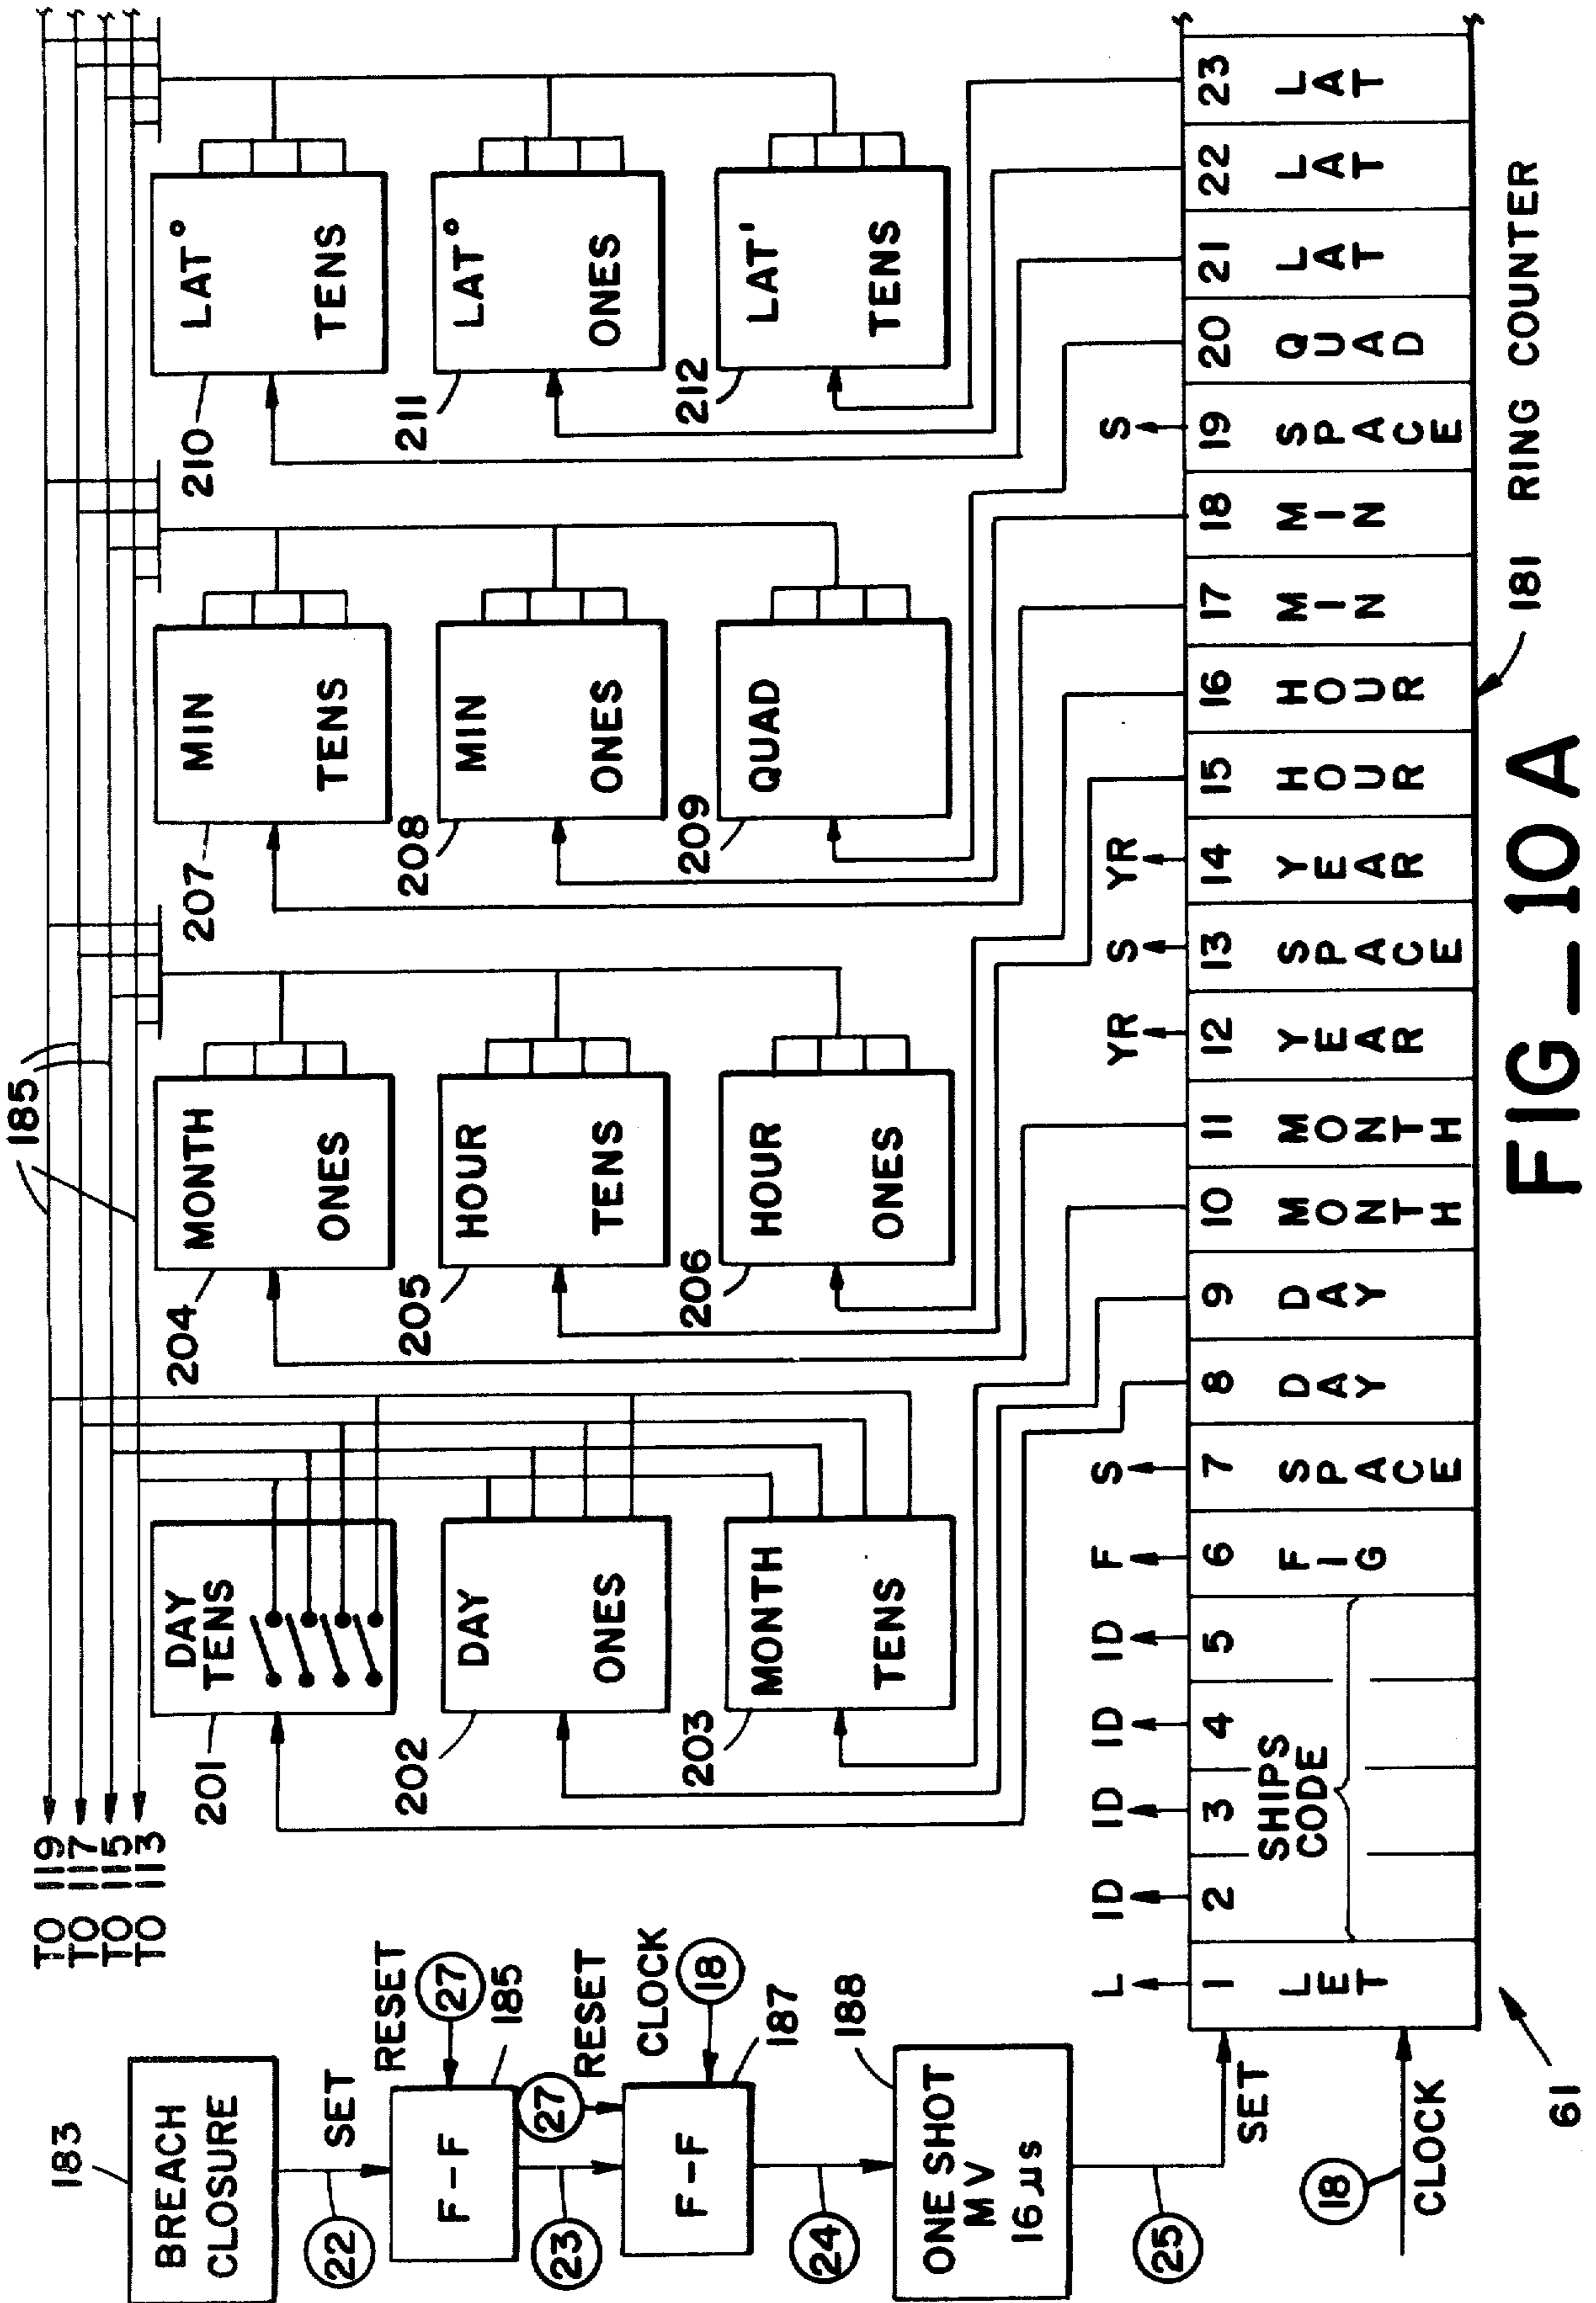 183
BREACH
CLOSURE
22
SET
RESET
27
F-F
185
23
27
RESET
CLOCK
18
F-F
187
24
188
ONE SHOT
MV
16 µs
25
SET
18
CLOCK
61
TO 119
TO 117
TO 115
TO 113
185
201
DAY
TENS
202
DAY
ONES
203
MONTH
TENS
204
MONTH
ONES
205
HOUR
TENS
206
HOUR
ONES
207
MIN
TENS
208
MIN
ONES
209
QUAD
210
LAT°
TENS
211
LAT°
ONES
212
LAT'
TENS
L ID ID ID ID F S YR S YR S
1 2 3 4 5 6 7 8 9 10 11 12 13 14 15 16 17 18 19 20 21 22 23
LET
SHIPS
CODE
FIG
SPACE
DAY
DAY
MONTH
MONTH
YEAR
SPACE
YEAR
HOUR
HOUR
MIN
MIN
SPACE
QUAD
LAT
LAT
LAT
181 RING COUNTER
FIG_10A